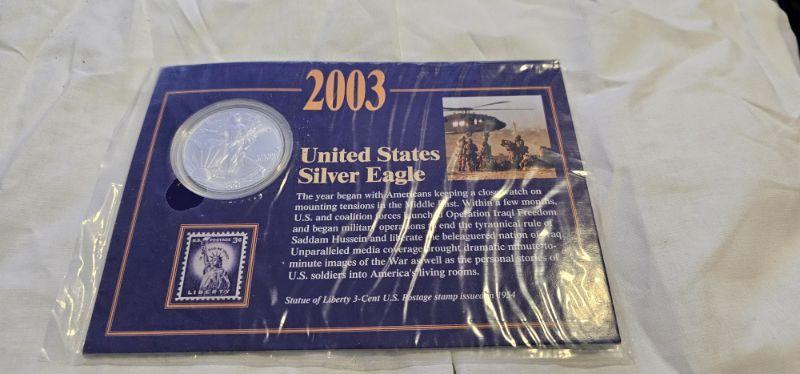 2003
United States
Silver Eagle
The year began with Americans keeping a close watch on
mounting tensions in the Middle East. Within a few months,
U.S. and coalition forces launched Operation Iraqi Freedom
and began military operations to end the tyrannical rule of
Saddam Hussein and liberate the beleaguered nation of Iraq.
Unparalleled media coverage brought dramatic minute-to-
minute images of the War as well as the personal stories of
U.S. soldiers into America's living rooms.
Statue of Liberty 3-Cent U.S. Postage stamp issued in 1954
U.S. POSTAGE 3¢
LIBERTY